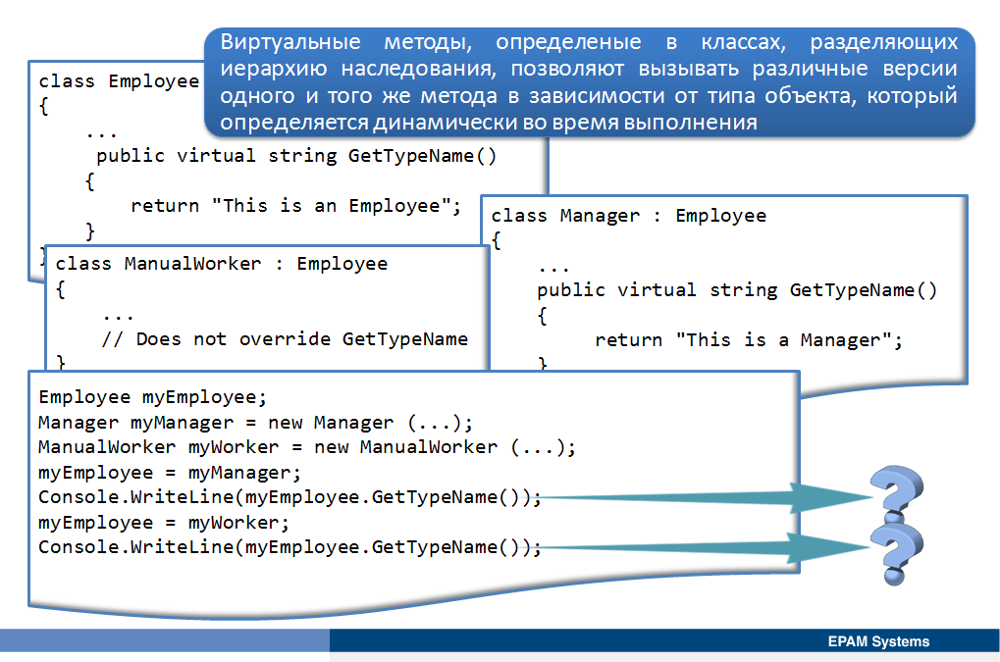 Виртуальные методы, определеные в классах, разделяющих
иерархию наследования, позволяют вызывать различные версии
одного и того же метода в зависимости от типа объекта, который
определяется динамически во время выполнения
class Employee
{
...
public virtual string GetTypeName()
{
return "This is an Employee";
}
}
class Manager : Employee
{
...
public virtual string GetTypeName()
{
return "This is a Manager";
}
class ManualWorker : Employee
{
...
// Does not override GetTypeName
}
Employee myEmployee;
Manager myManager = new Manager (...);
ManualWorker myWorker = new ManualWorker (...);
myEmployee = myManager;
Console.WriteLine(myEmployee.GetTypeName());
?
myEmployee = myWorker;
Console.WriteLine(myEmployee.GetTypeName());
?
EPAM Systems